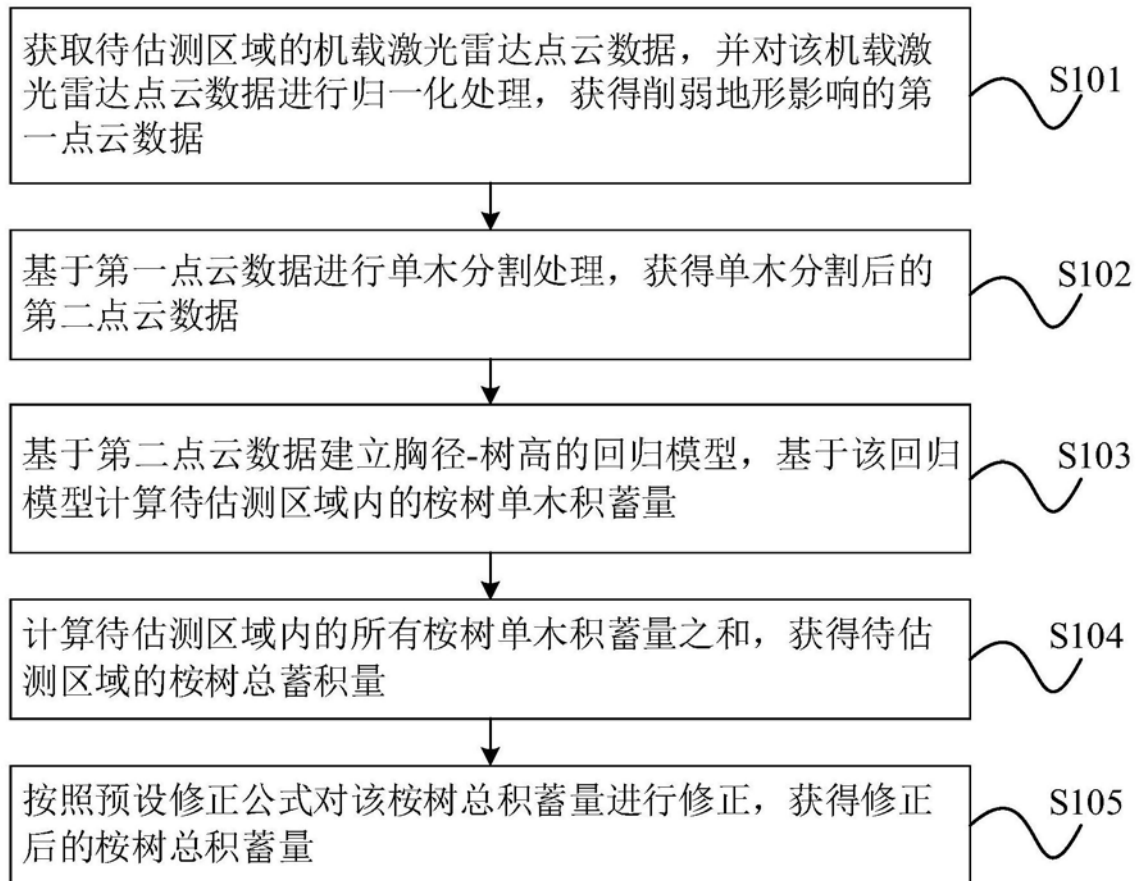 获取待估测区域的机载激光雷达点云数据，并对该机载激
光雷达点云数据进行归一化处理，获得削弱地形影响的第
一点云数据
S101
基于第一点云数据进行单木分割处理，获得单木分割后的
第二点云数据
S102
基于第二点云数据建立胸径-树高的回归模型，基于该回归
模型计算待估测区域内的桉树单木积蓄量
S103
计算待估测区域内的所有桉树单木积蓄量之和，获得待估
测区域的桉树总蓄积量
S104
按照预设修正公式对该桉树总积蓄量进行修正，获得修正
后的桉树总积蓄量
S105